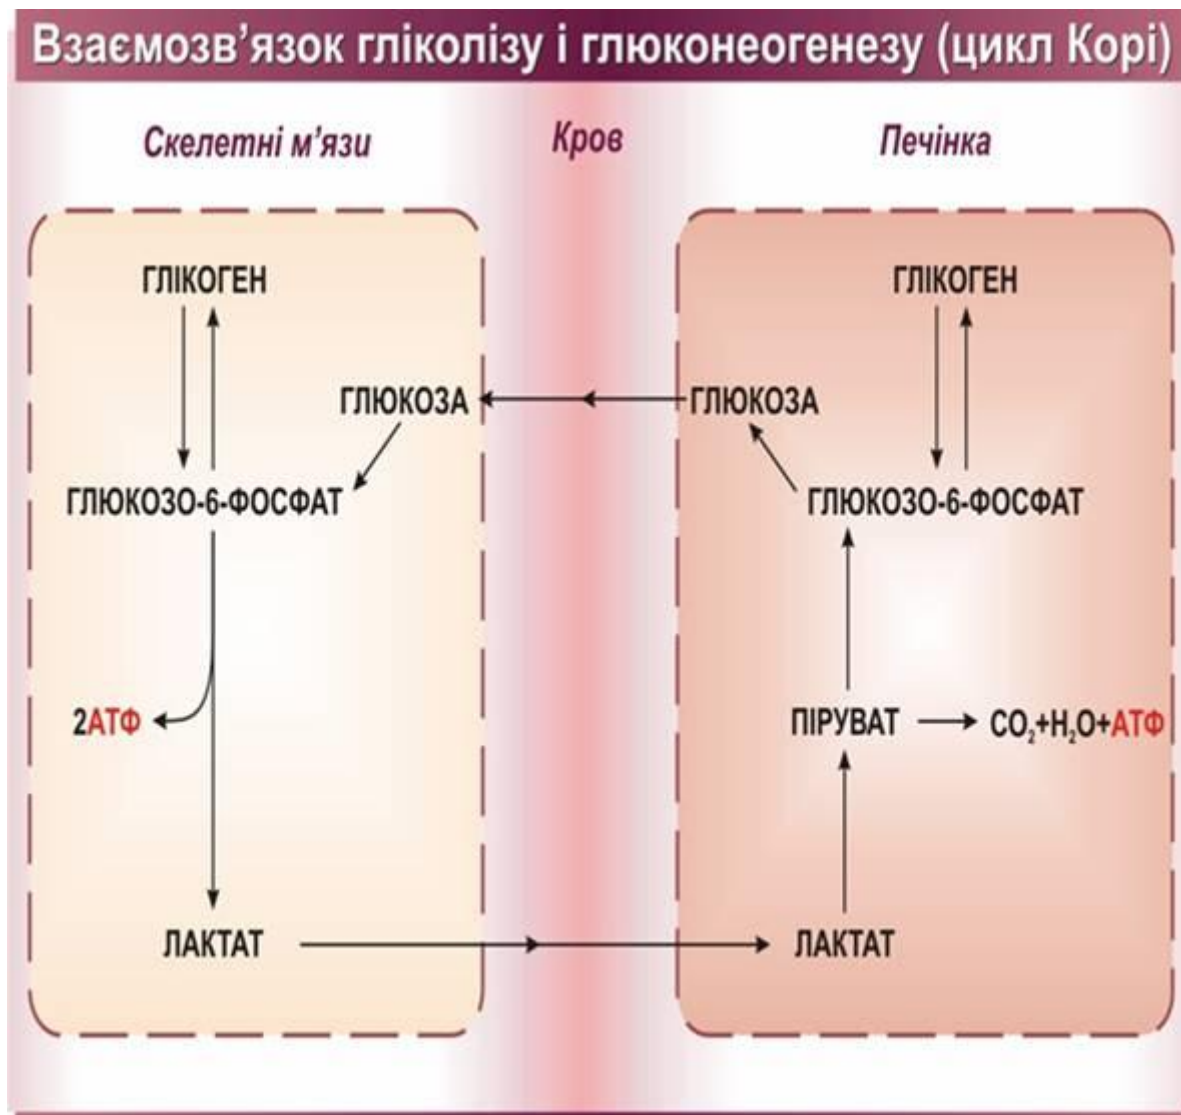 Взаємозв’язок гліколізу і глюконеогенезу (цикл Корі)
Скелетні м’язи
Кров
Печінка
ГЛІКОГЕН
ГЛІКОГЕН
ГЛЮКОЗА
ГЛЮКОЗА
ГЛЮКОЗО-6-ФОСФАТ
ГЛЮКОЗО-6-ФОСФАТ
2АТФ
ПІРУВАТ
CO₂+H₂O+АТФ
ЛАКТАТ
ЛАКТАТ